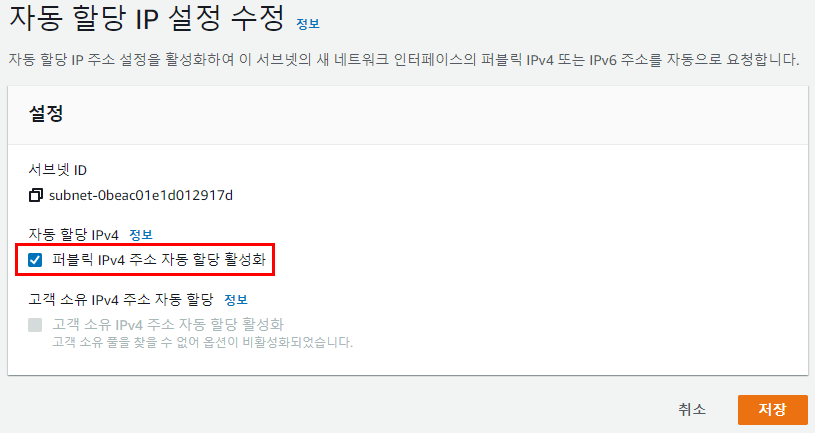 자동 할당 IP 설정 수정 정보
자동 할당 IP 주소 설정을 활성화하여 이 서브넷의 새 네트워크 인터페이스의 퍼블릭 IPv4 또는 IPv6 주소를 자동으로 요청합니다.
설정
서브넷 ID
subnet-0beac01e1d012917d
자동 할당 IPv4 정보
퍼블릭 IPv4 주소 자동 할당 활성화
고객 소유 IPv4 주소 자동 할당 정보
고객 소유 IPv4 주소 자동 할당 활성화
고객 소유 풀을 찾을 수 없어 옵션이 비활성화되었습니다.
취소 저장